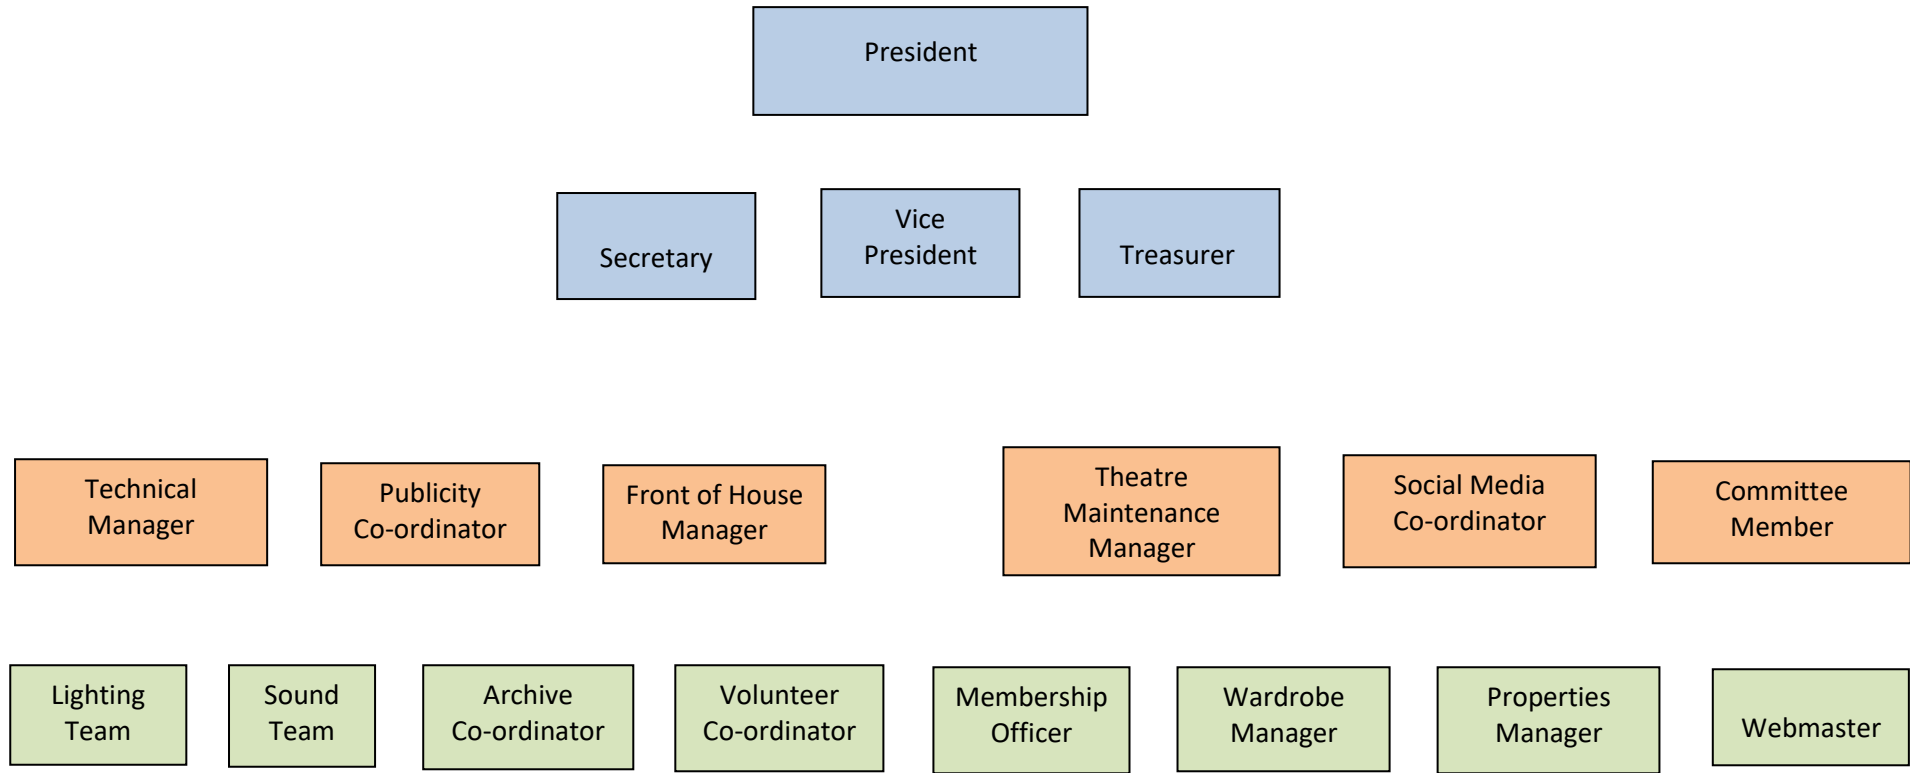 President
Secretary
Vice
President
Treasurer
Technical
Manager
Publicity
Co-ordinator
Front of House
Manager
Theatre
Maintenance
Manager
Social Media
Co-ordinator
Committee
Member
Lighting
Team
Sound
Team
Archive
Co-ordinator
Volunteer
Co-ordinator
Membership
Officer
Wardrobe
Manager
Properties
Manager
Webmaster